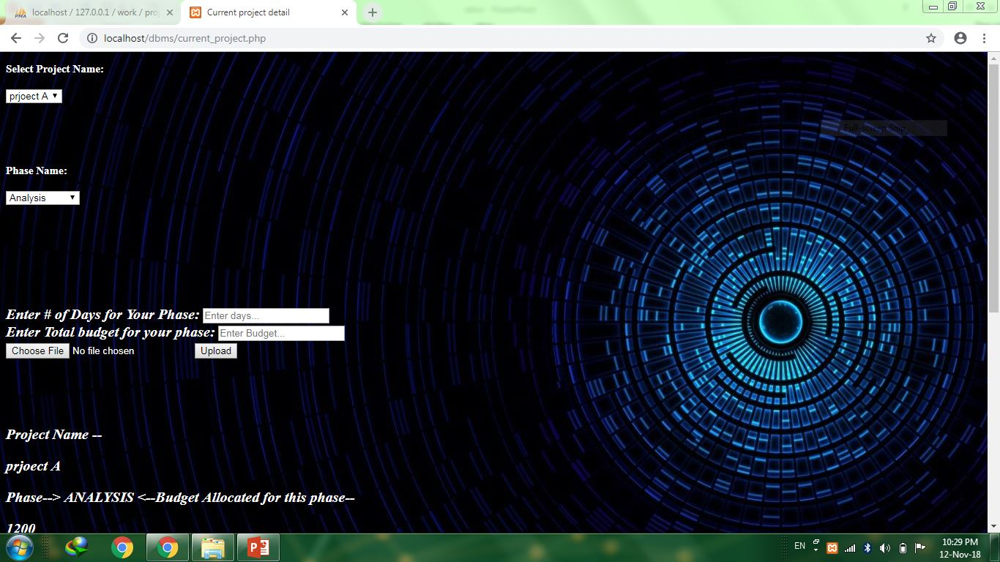 PMA localhost / 127.0.0.1 / work / proj
Current project detail
localhost/dbms/current_project.php
Select Project Name:
prjoect A
Full-screen Snip
Phase Name:
Analysis
Enter # of Days for Your Phase: Enter days...
Enter Total budget for your phase: Enter Budget...
Choose File No file chosen Upload
Project Name --
prjoect A
Phase--> ANALYSIS <--Budget Allocated for this phase--
1200
EN
10:29 PM
12-Nov-18